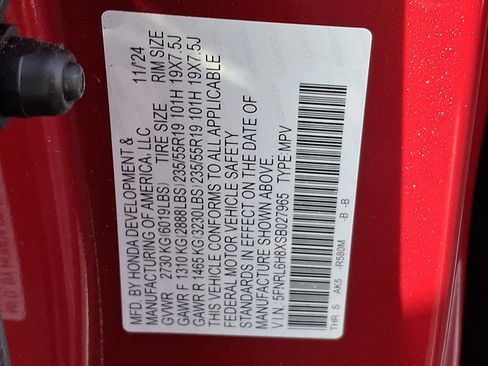 MFD. BY HONDA DEVELOPMENT & 11/'24
MANUFACTURING OF AMERICA, LLC
GVWR 2730 KG(6019LBS) TIRE SIZE RIM SIZE
GAWR F 1310 KG(2888LBS) 235/55R19 101H 19X7.5J
GAWR R 1465 KG(3230LBS) 235/55R19 101H 19X7.5J
THIS VEHICLE CONFORMS TO ALL APPLICABLE
FEDERAL MOTOR VEHICLE SAFETY
STANDARDS IN EFFECT ON THE DATE OF
MANUFACTURE SHOWN ABOVE.
V.I.N. 5FNRL6H8XSB027965 TYPE MPV
THR S AK5 -R580M -B -B